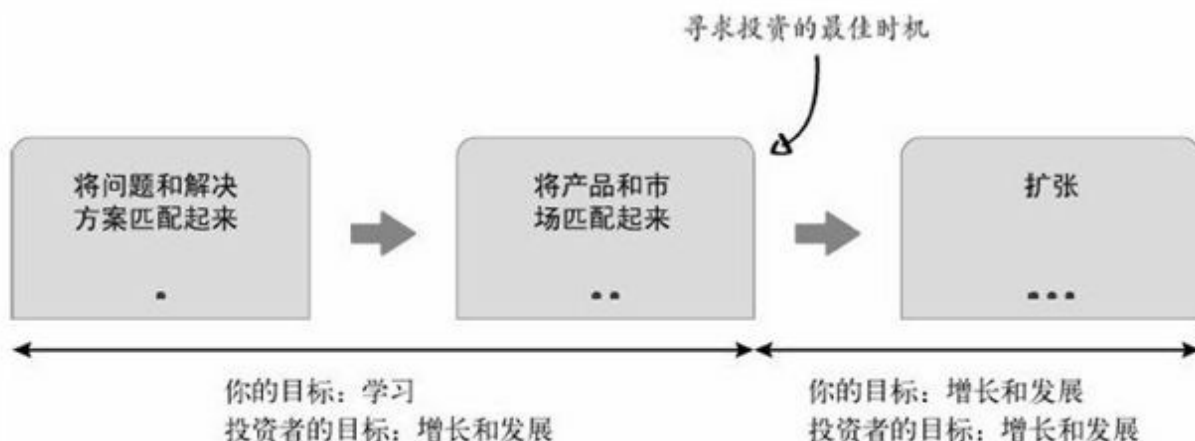 寻求投资的最佳时机
将问题和解决
方案匹配起来
将产品和市
场匹配起来
扩张
你的目标：学习
投资者的目标：增长和发展
你的目标：增长和发展
投资者的目标：增长和发展